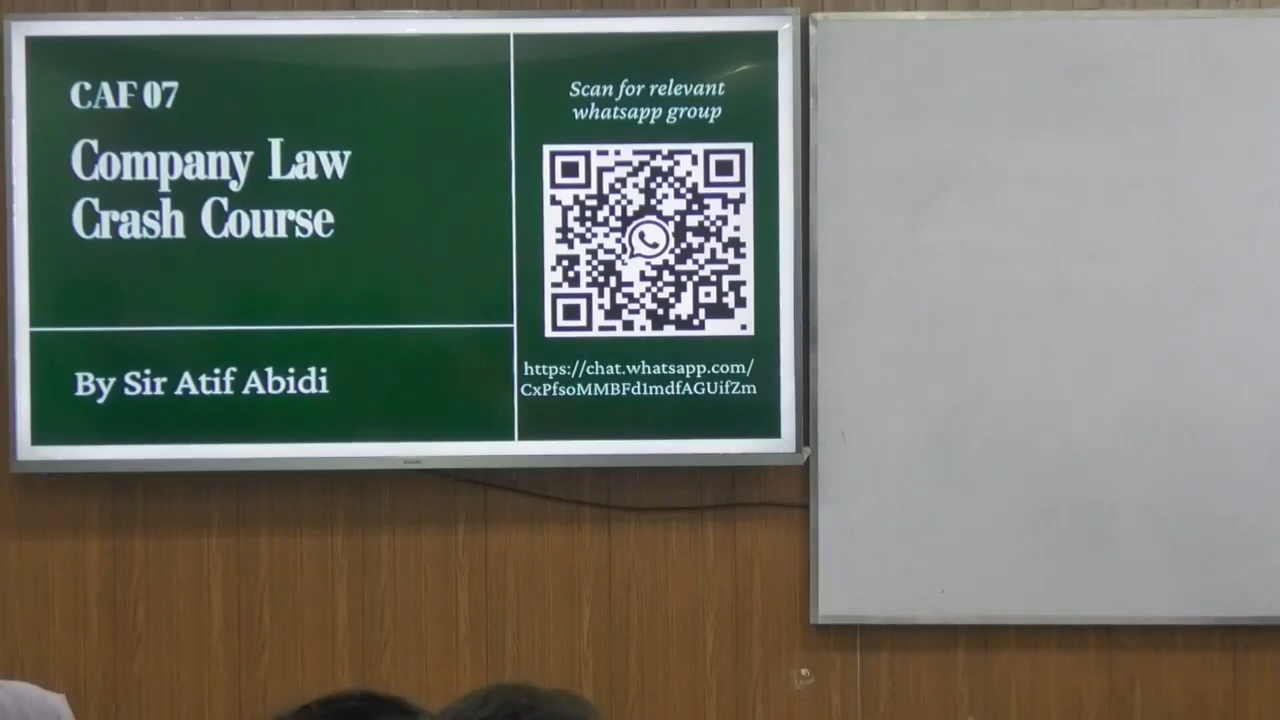 CAF 07
Company Law
Crash Course
By Sir Atif Abidi
Scan for relevant
whatsapp group
https://chat.whatsapp.com/
CxPfsoMMBFd1mdfAGUifZm